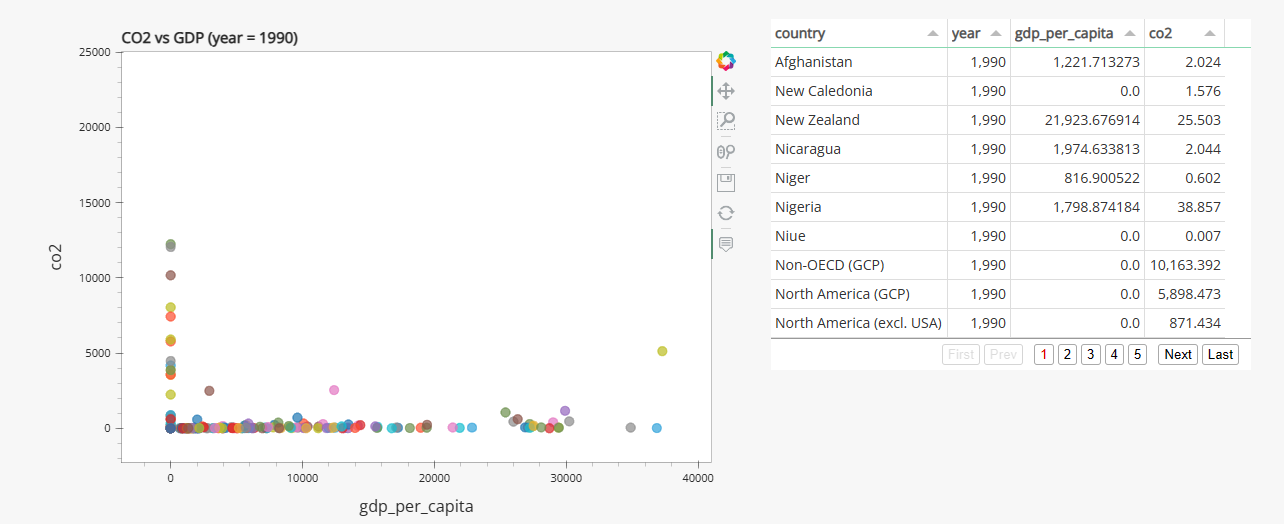 CO2 vs GDP (year = 1990)
25000
20000
15000
10000
5000
0
co2
0 10000 20000 30000 40000
gdp_per_capita
country year gdp_per_capita co2
Afghanistan 1,990 1,221.713273 2.024
New Caledonia 1,990 0.0 1.576
New Zealand 1,990 21,923.676914 25.503
Nicaragua 1,990 1,974.633813 2.044
Niger 1,990 816.900522 0.602
Nigeria 1,990 1,798.874184 38.857
Niue 1,990 0.0 0.007
Non-OECD (GCP) 1,990 0.0 10,163.392
North America (GCP) 1,990 0.0 5,898.473
North America (excl. USA) 1,990 0.0 871.434
First Prev 1 2 3 4 5 Next Last